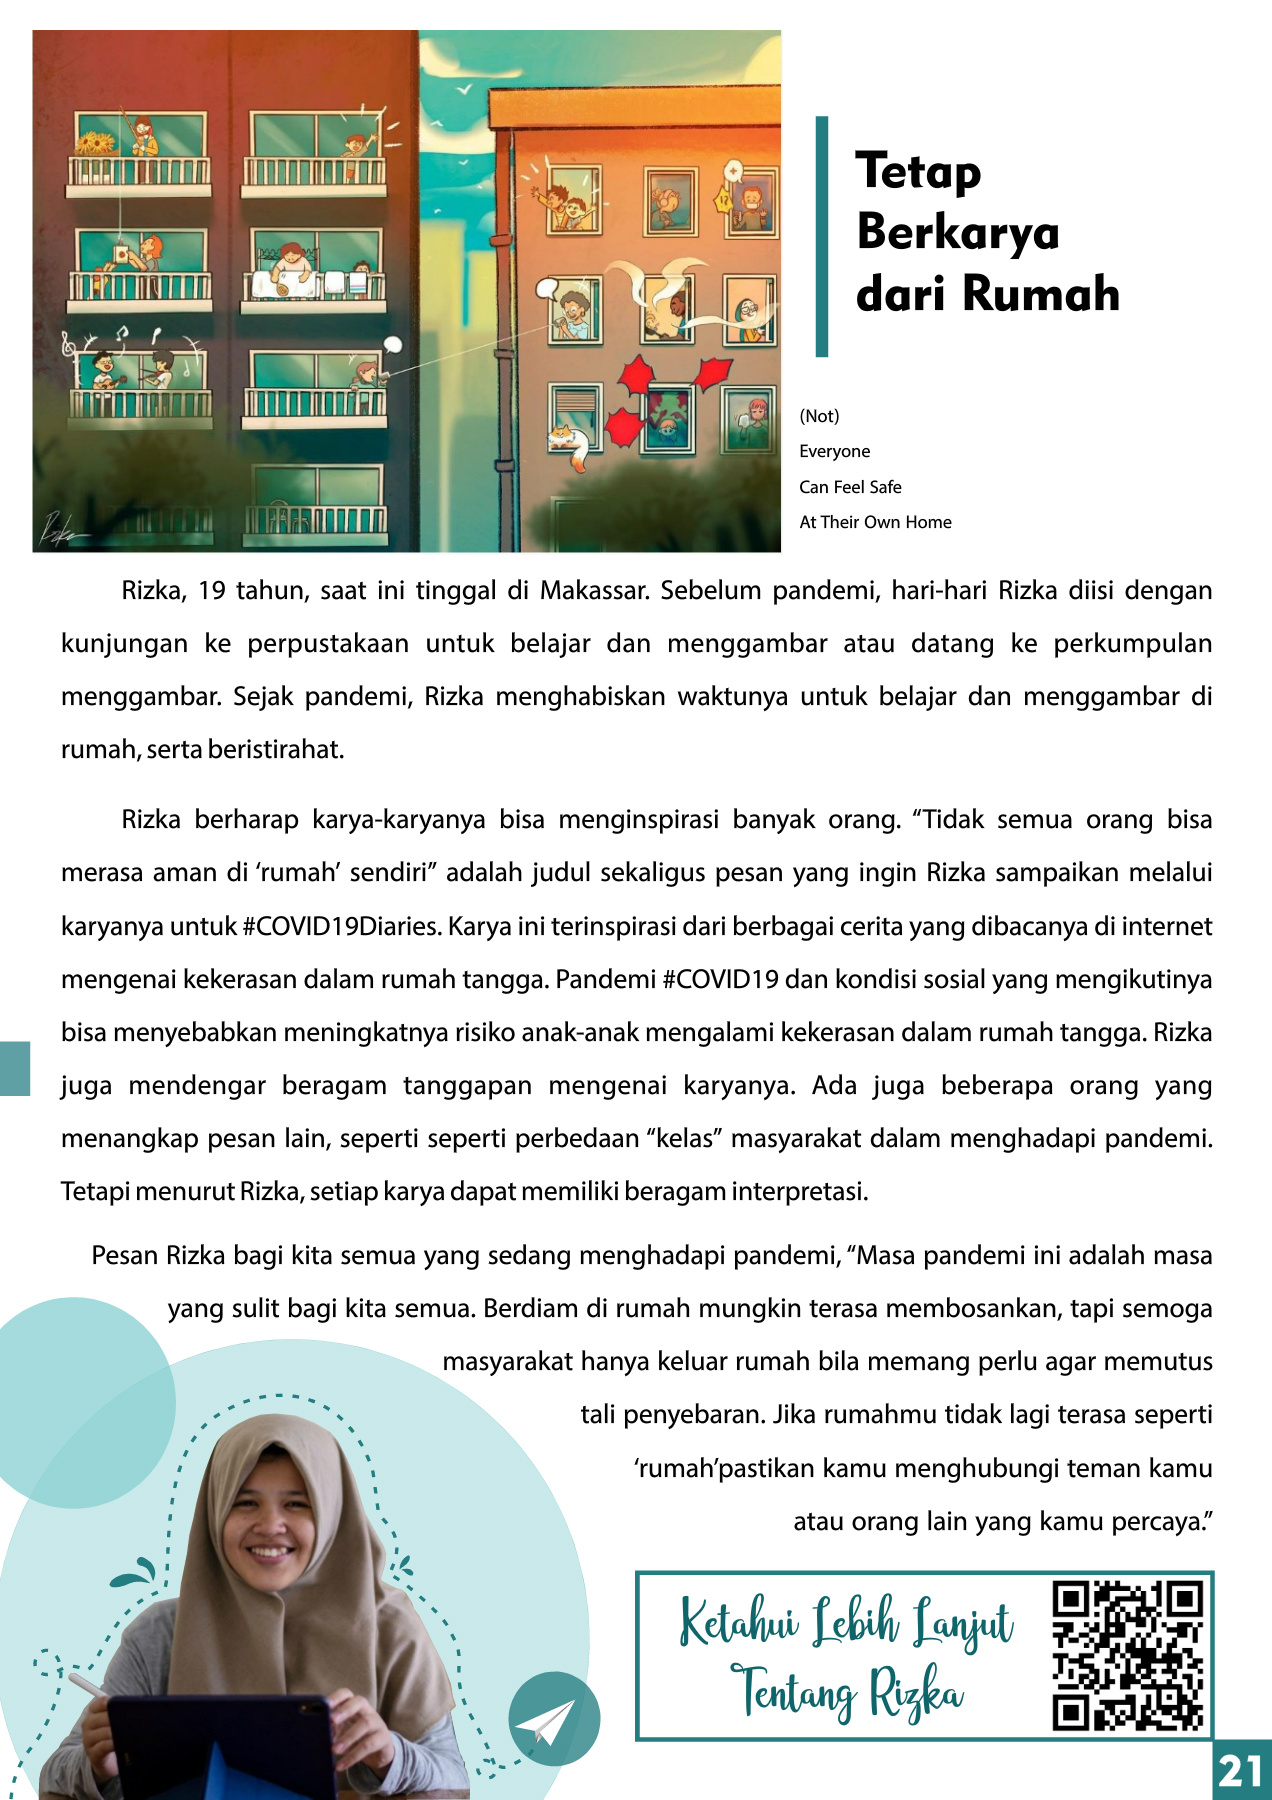 Tetap
Berkarya
dari Rumah
(Not)
Everyone
Can Feel Safe
At Their Own Home
Rizka, 19 tahun, saat ini tinggal di Makassar. Sebelum pandemi, hari-hari Rizka diisi dengan
kunjungan ke perpustakaan untuk belajar dan menggambar atau datang ke perkumpulan
menggambar. Sejak pandemi, Rizka menghabiskan waktunya untuk belajar dan menggambar di
rumah, serta beristirahat.
Rizka berharap karya-karyanya bisa menginspirasi banyak orang. “Tidak semua orang bisa
merasa aman di ‘rumah’ sendiri” adalah judul sekaligus pesan yang ingin Rizka sampaikan melalui
karyanya untuk #COVID19Diaries. Karya ini terinspirasi dari berbagai cerita yang dibacanya di internet
mengenai kekerasan dalam rumah tangga. Pandemi #COVID19 dan kondisi sosial yang mengikutinya
bisa menyebabkan meningkatnya risiko anak-anak mengalami kekerasan dalam rumah tangga. Rizka
juga mendengar beragam tanggapan mengenai karyanya. Ada juga beberapa orang yang
menangkap pesan lain, seperti seperti perbedaan “kelas” masyarakat dalam menghadapi pandemi.
Tetapi menurut Rizka, setiap karya dapat memiliki beragam interpretasi.
Pesan Rizka bagi kita semua yang sedang menghadapi pandemi, “Masa pandemi ini adalah masa
yang sulit bagi kita semua. Berdiam di rumah mungkin terasa membosankan, tapi semoga
masyarakat hanya keluar rumah bila memang perlu agar memutus
tali penyebaran. Jika rumahmu tidak lagi terasa seperti
‘rumah’pastikan kamu menghubungi teman kamu
atau orang lain yang kamu percaya.”
Ketahui Lebih Lanjut
Tentang Rizka
21